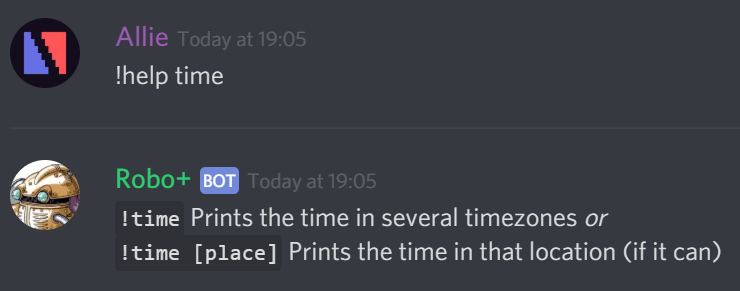 Allie Today at 19:05
!help time
Robo+ BOT Today at 19:05
!time Prints the time in several timezones or
!time [place] Prints the time in that location (if it can)